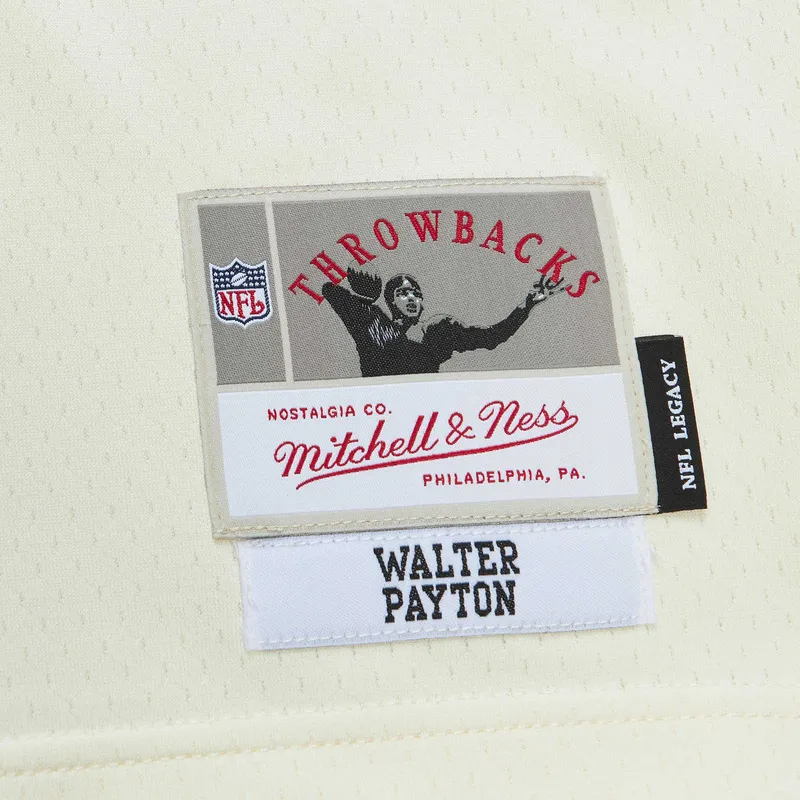 THROWBACKS
NFL
NOSTALGIA CO.
Mitchell & Ness
PHILADELPHIA, PA.
NFL LEGACY
WALTER
PAYTON